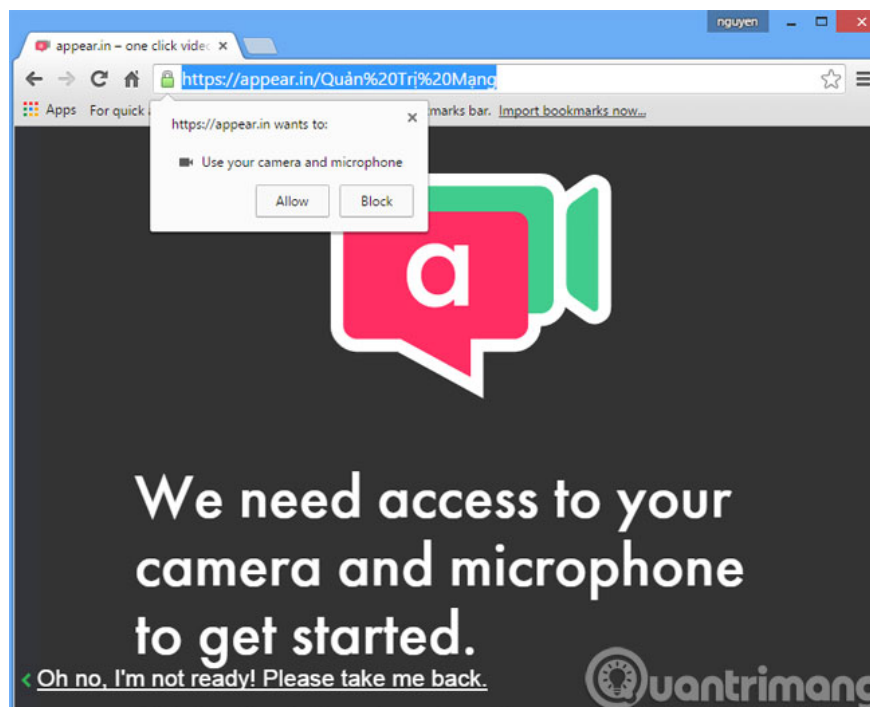 nguyen
appear.in – one click videc
https://appear.in/Quản%20Trị%20Mạng
Apps For quick marks bar. Import bookmarks now...
https://appear.in wants to:
Use your camera and microphone
Allow Block
a
We need access to your
camera and microphone
to get started.
Oh no, I'm not ready! Please take me back.
Quantrimang